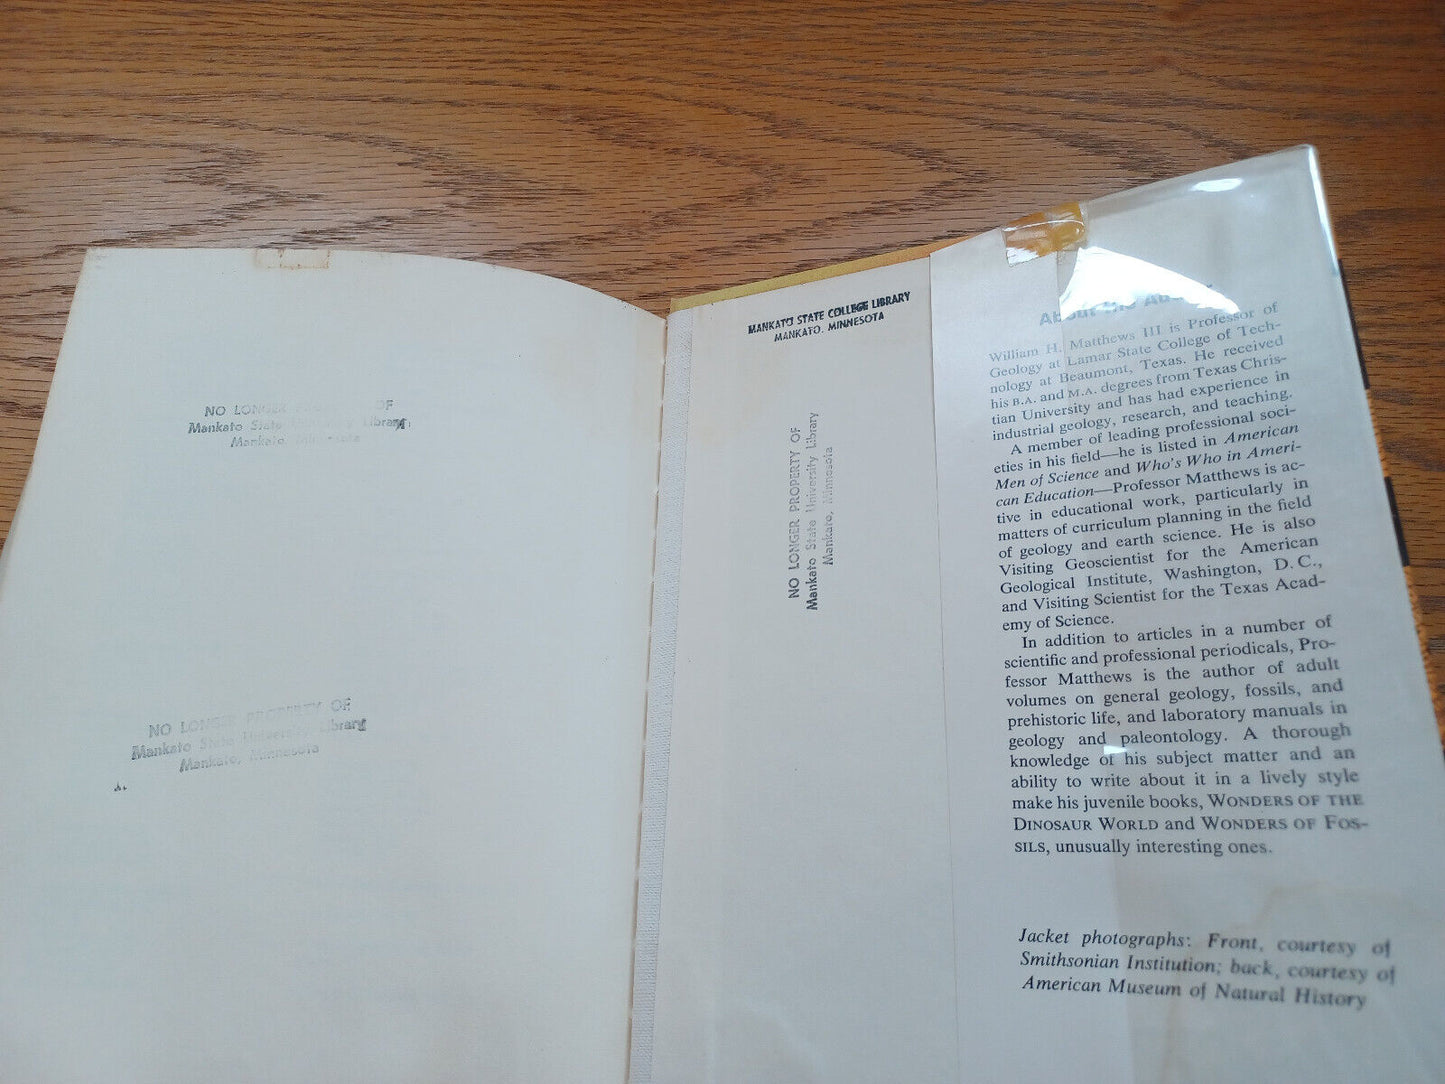 NO LONGER PROPERTY OF
Mankato State University Library
Mankato, Minnesota
NO LONGER PROPERTY OF
Mankato State University Library
Mankato, Minnesota
MANKATO STATE COLLEGE LIBRARY
MANKATO, MINNESOTA
NO LONGER PROPERTY OF
Mankato State University Library
Mankato, Minnesota
About the Author
William H. Matthews III is Professor of
Geology at Lamar State College of Tech-
nology at Beaumont, Texas. He received
his B.A. and M.A. degrees from Texas Chris-
tian University and has had experience in
industrial geology, research, and teaching.
A member of leading professional soci-
eties in his field—he is listed in American
Men of Science and Who's Who in Ameri-
can Education—Professor Matthews is ac-
tive in educational work, particularly in
matters of curriculum planning in the field
of geology and earth science. He is also
Visiting Geoscientist for the American
Geological Institute, Washington, D.C.,
and Visiting Scientist for the Texas Acad-
emy of Science.
In addition to articles in a number of
scientific and professional periodicals, Pro-
fessor Matthews is the author of adult
volumes on general geology, fossils, and
prehistoric life, and laboratory manuals in
geology and paleontology. A thorough
knowledge of his subject matter and an
ability to write about it in a lively style
make his juvenile books, WONDERS OF THE
DINOSAUR WORLD and WONDERS OF FOS-
SILS, unusually interesting ones.
Jacket photographs: Front, courtesy of
Smithsonian Institution; back, courtesy of
American Museum of Natural History